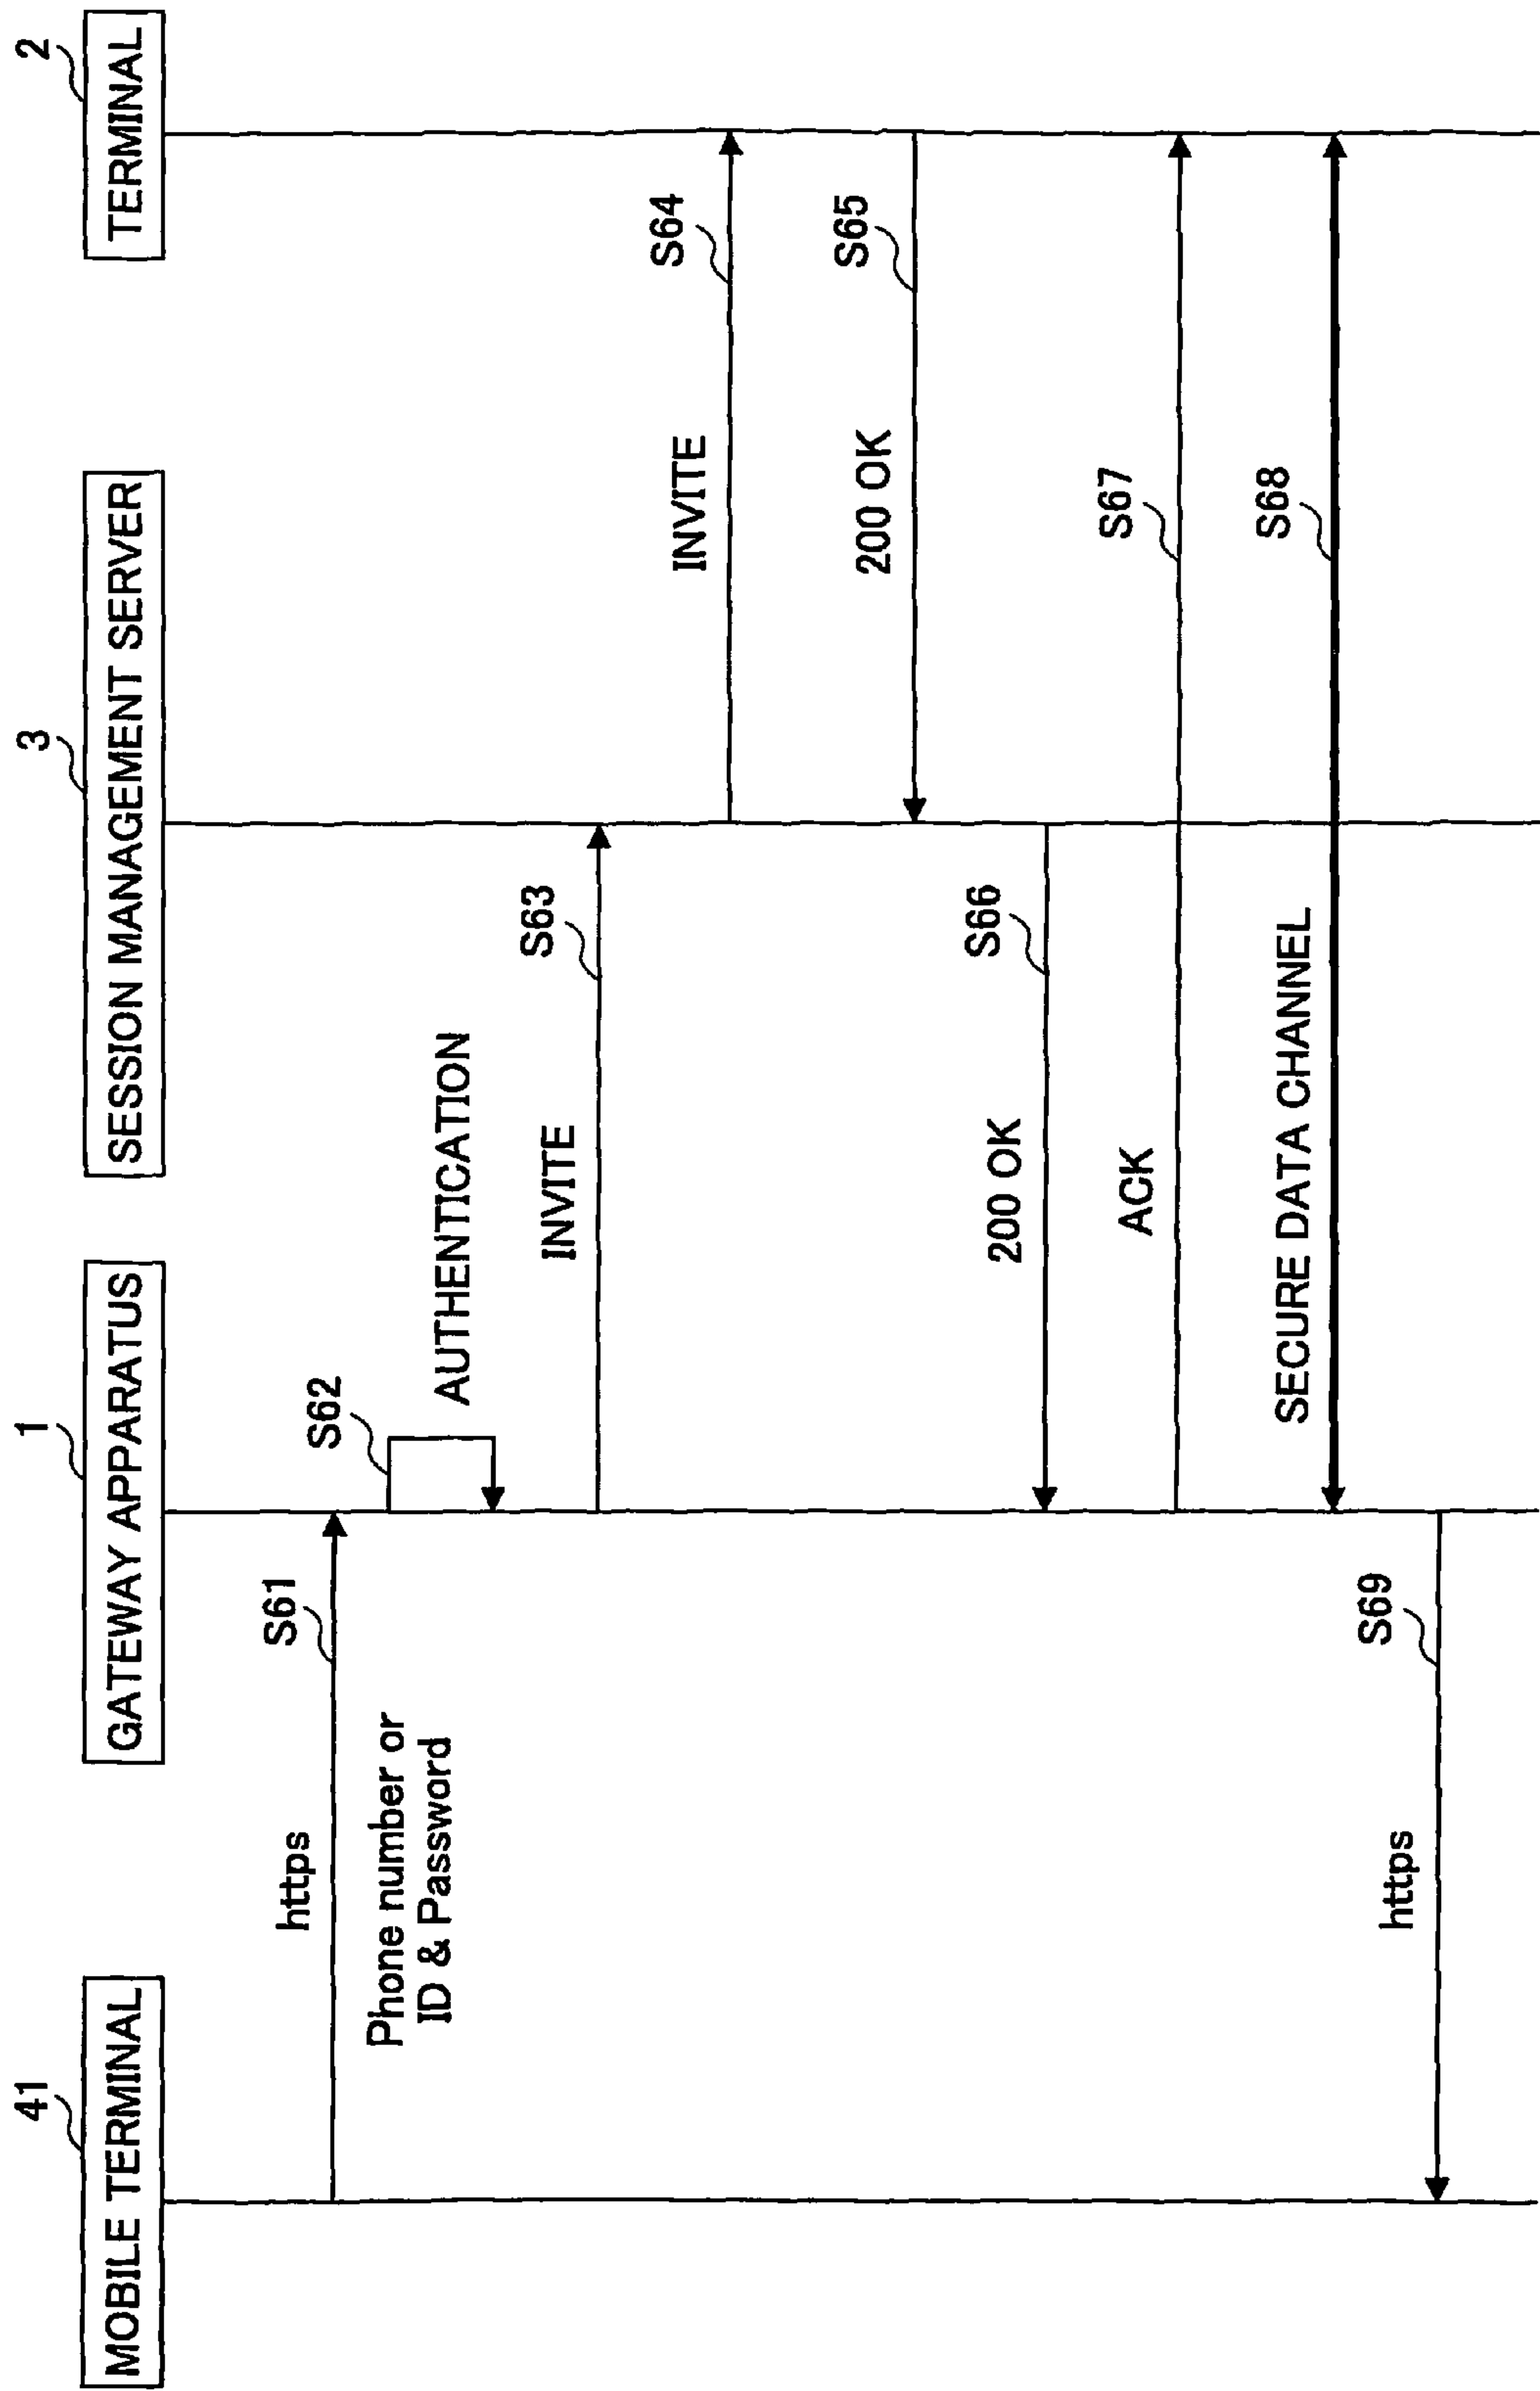 41
MOBILE TERMINAL
1
GATEWAY APPARATUS
3
SESSION MANAGEMENT SERVER
2
TERMINAL
https
S61
Phone number or
ID & Password
S62
AUTHENTICATION
INVITE
S63
INVITE
S64
200 OK
S65
200 OK
S66
ACK
S67
SECURE DATA CHANNEL
S68
https
S69